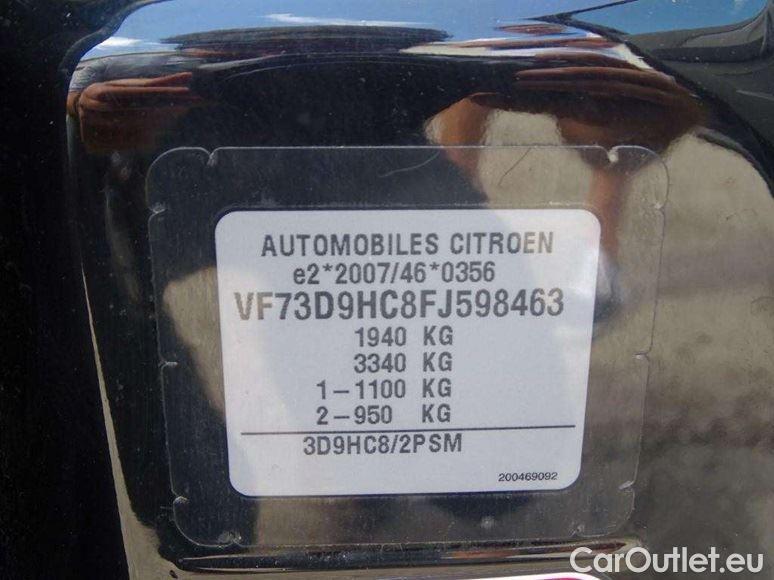 AUTOMOBILES CITROEN
e2*2007/46*0356
VF73D9HC8FJ598463
1940 KG
3340 KG
1-1100 KG
2-950 KG
3D9HC8/2PSM
200469092
CarOutlet.eu